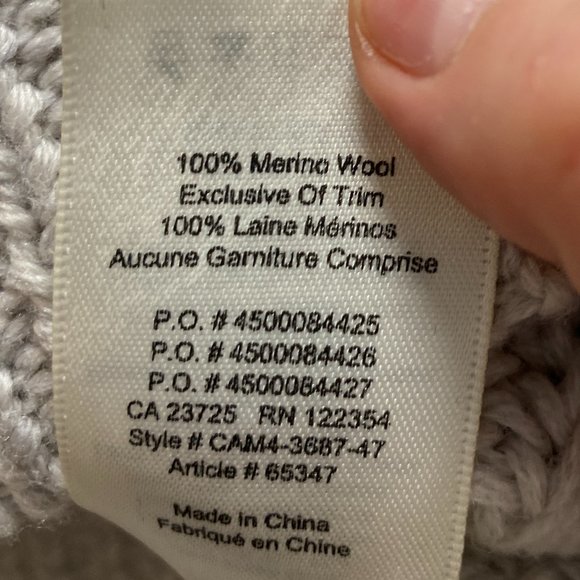 100% Merino Wool
Exclusive Of Trim
100% Laine Mérinos
Aucune Garniture Comprise
P.O. # 4500084425
P.O. # 4500084426
P.O. # 4500084427
CA 23725 RN 122354
Style # CAM4-3687-47
Article # 65347
Made in China
Fabriqué en Chine